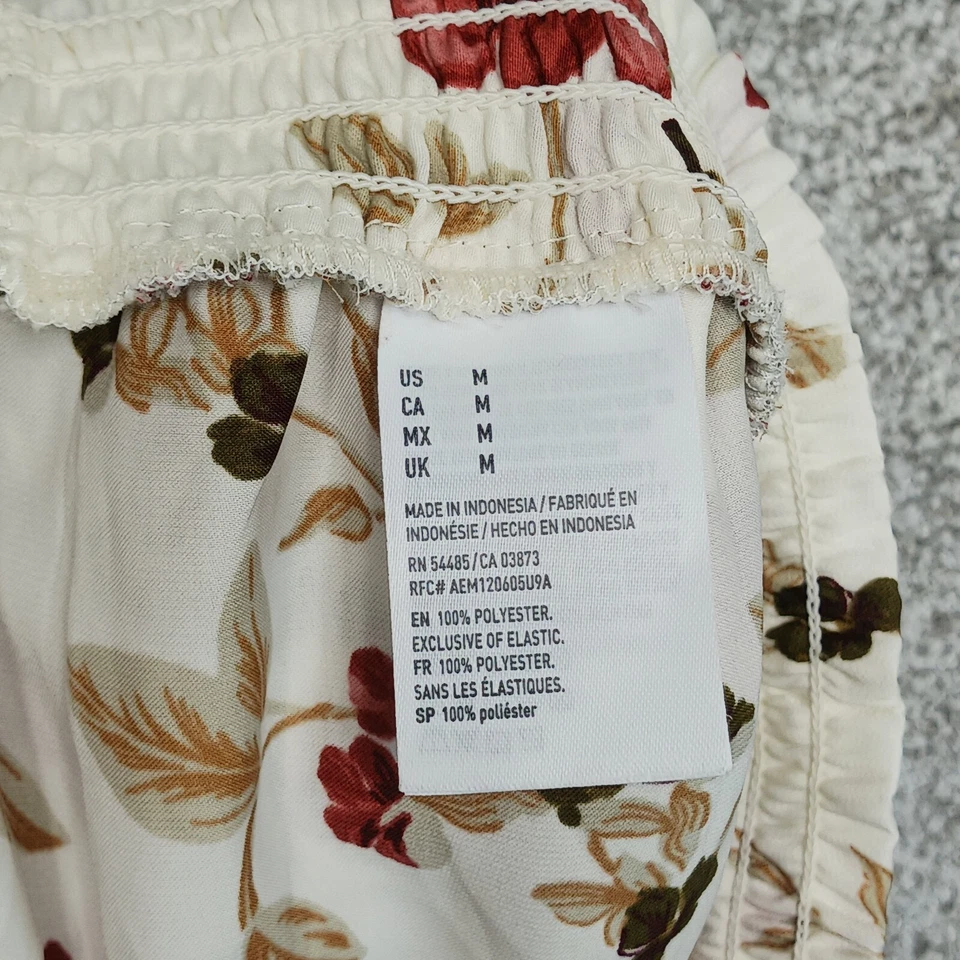 US M
CA M
MX M
UK M
MADE IN INDONESIA / FABRIQUÉ EN
INDONÉSIE / HECHO EN INDONESIA
RN 54485 / CA 03873
RFC# AEM120605U9A
EN 100% POLYESTER.
EXCLUSIVE OF ELASTIC.
FR 100% POLYESTER.
SANS LES ÉLASTIQUES.
SP 100% poliéster